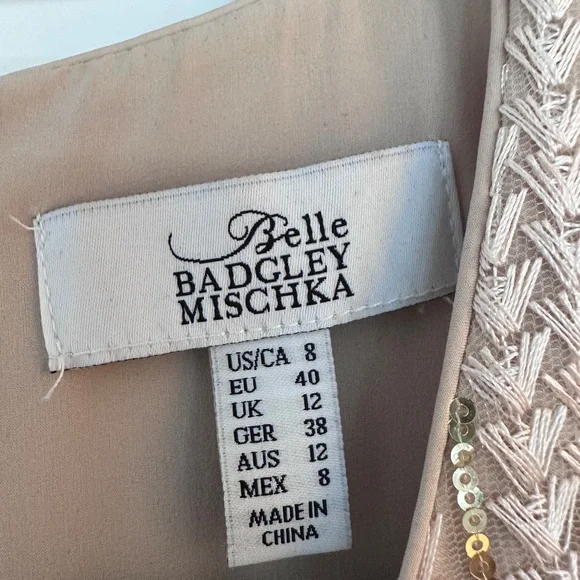 Belle
BADGLEY
MISCHKA
US/CA 8
EU 40
UK 12
GER 38
AUS 12
MEX 8
MADE IN
CHINA